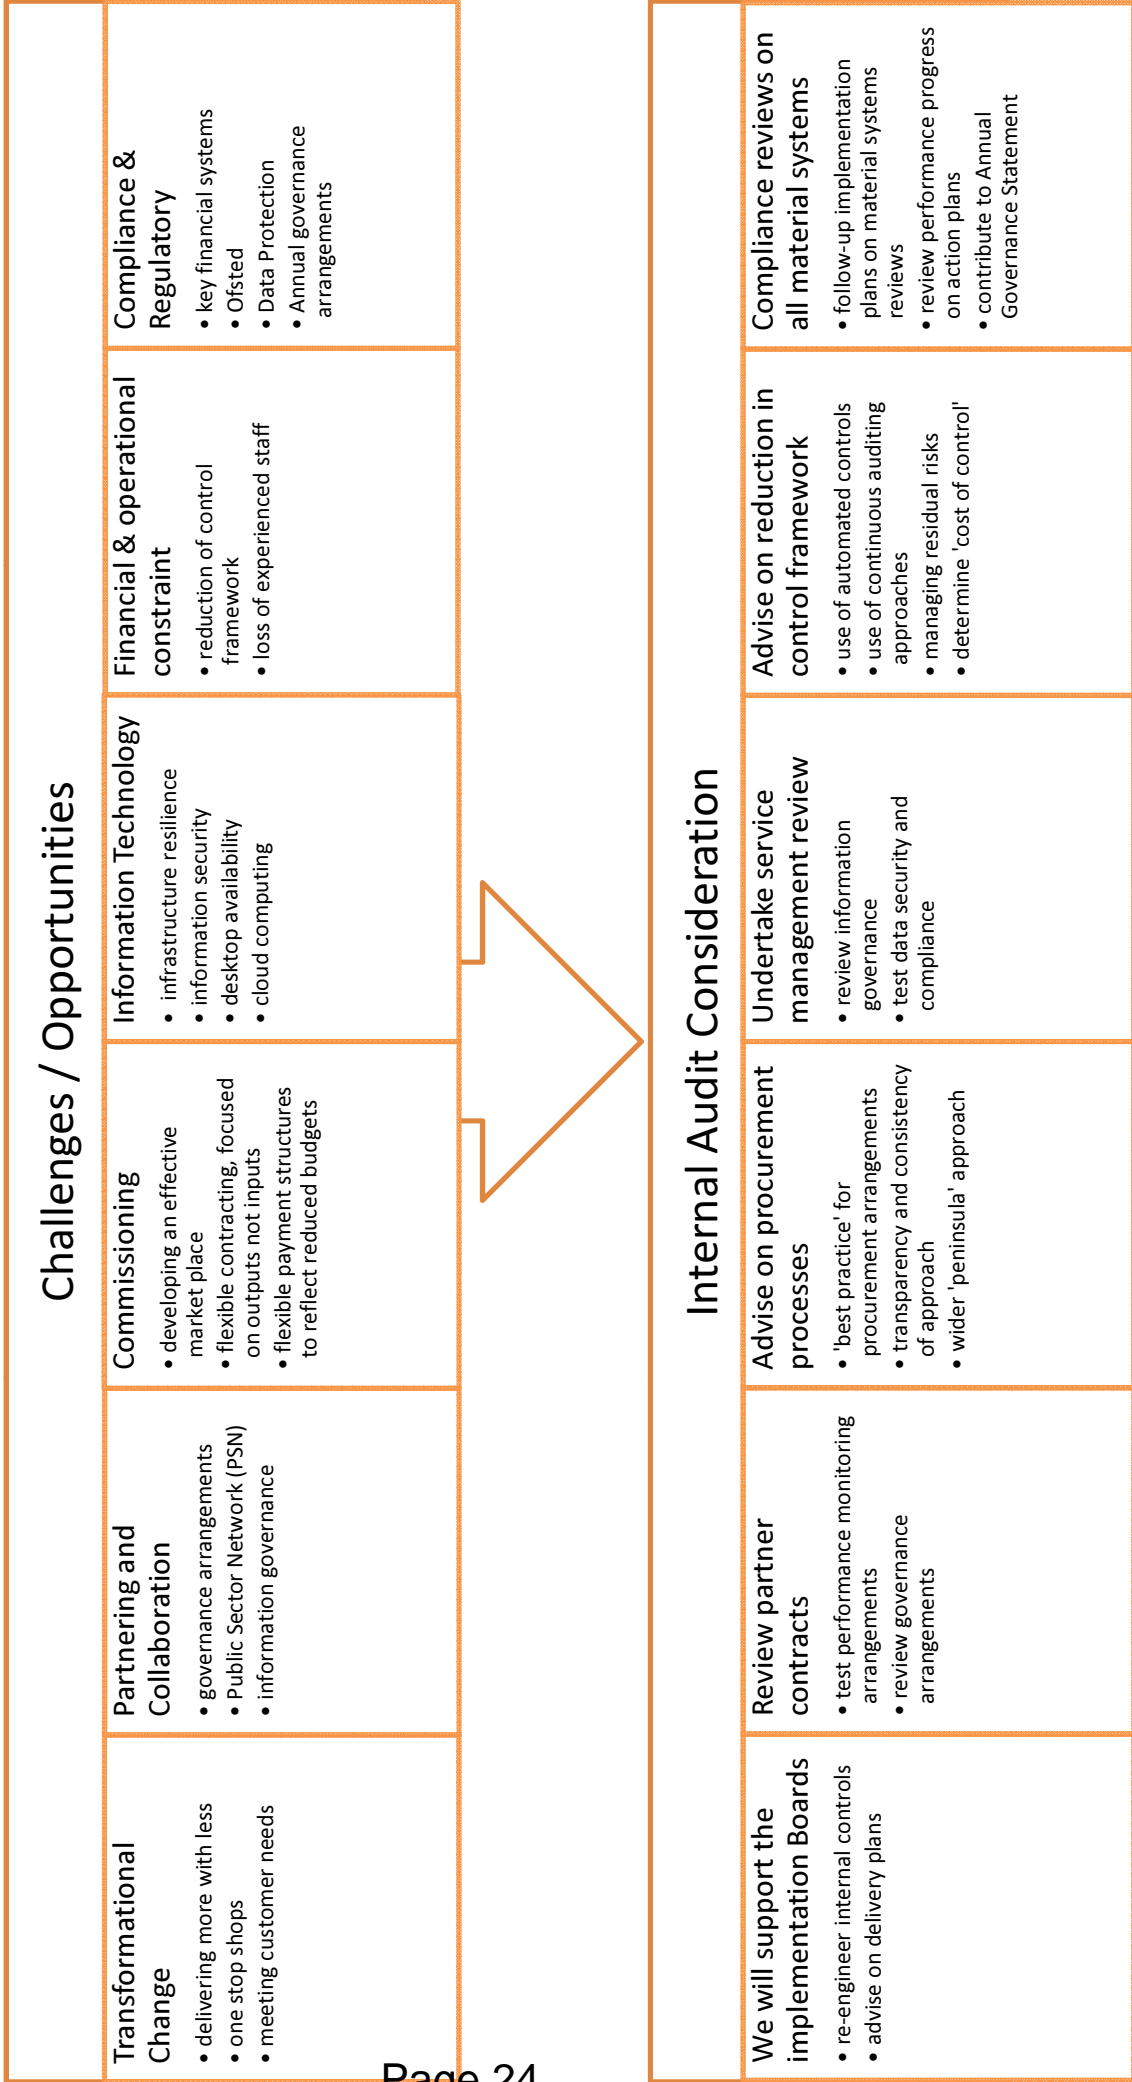 Challenges / Opportunities
Transformational
Change
• delivering more with less
• one stop shops
• meeting customer needs
Partnering and
Collaboration
• governance arrangements
• Public Sector Network (PSN)
• information governance
Commissioning
• developing an effective
market place
• flexible contracting, focused
on outputs not inputs
• flexible payment structures
to reflect reduced budgets
Information Technology
• infrastructure resilience
• information security
• desktop availability
• cloud computing
Financial & operational
constraint
• reduction of control
framework
• loss of experienced staff
Compliance &
Regulatory
• key financial systems
• Ofsted
• Data Protection
• Annual governance
arrangements
Internal Audit Consideration
We will support the
implementation Boards
• re-engineer internal controls
• advise on delivery plans
Review partner
contracts
• test performance monitoring
arrangements
• review governance
arrangements
Advise on procurement
processes
• 'best practice' for
procurement arrangements
• transparency and consistency
of approach
• wider 'peninsula' approach
Undertake service
management review
• review information
governance
• test data security and
compliance
Advise on reduction in
control framework
• use of automated controls
• use of continuous auditing
approaches
• managing residual risks
• determine 'cost of control'
Compliance reviews on
all material systems
• follow-up implementation
plans on material systems
reviews
• review performance progress
on action plans
• contribute to Annual
Governance Statement
Page 24